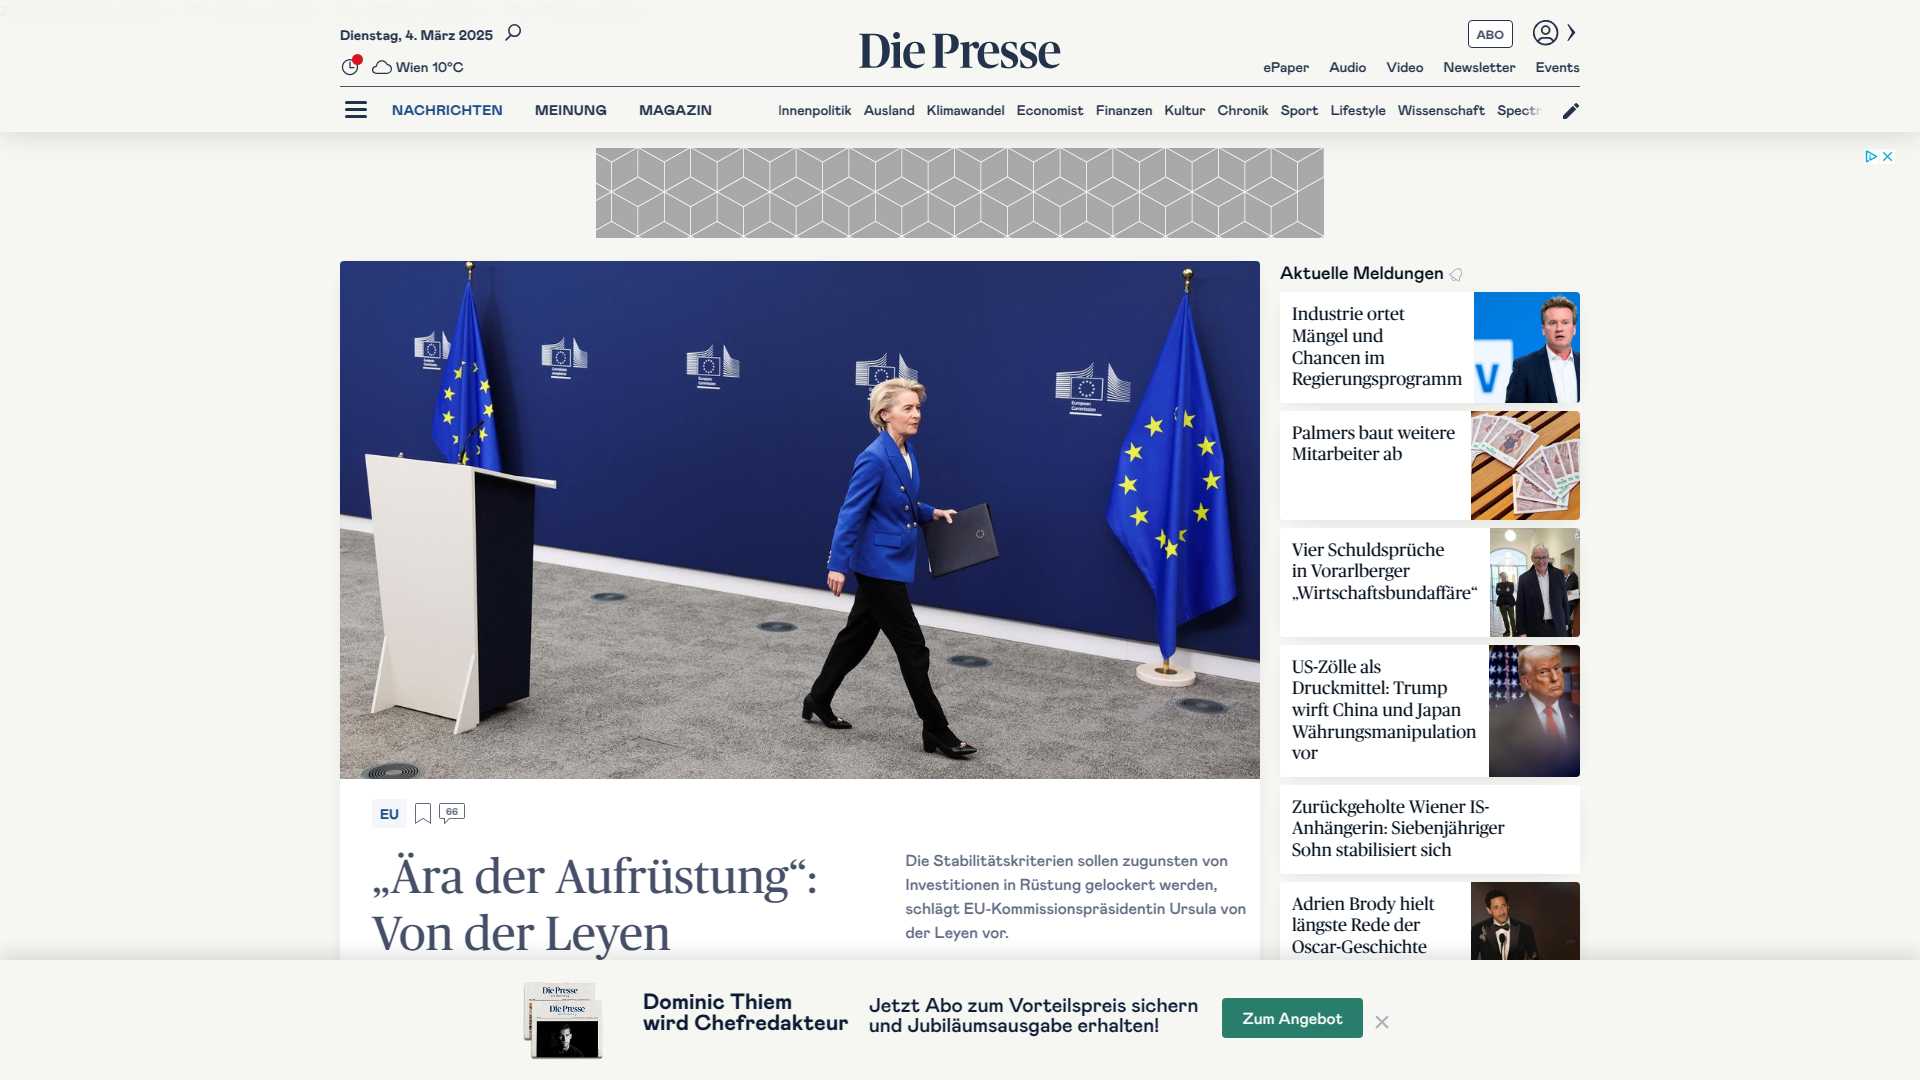 Dienstag, 4. März 2025
Die Presse
ABO
Wien 10°C
ePaper Audio Video Newsletter Events
NACHRICHTEN MEINUNG MAGAZIN
Innenpolitik Ausland Klimawandel Economist Finanzen Kultur Chronik Sport Lifestyle Wissenschaft Spectr
European
Commission
EU
66
„Ära der Aufrüstung“:
Von der Leyen
Die Stabilitätskriterien sollen zugunsten von
Investitionen in Rüstung gelockert werden,
schlägt EU-Kommissionspräsidentin Ursula von
der Leyen vor.
Aktuelle Meldungen
Industrie ortet
Mängel und
Chancen im
Regierungsprogramm
Palmers baut weitere
Mitarbeiter ab
Vier Schuldsprüche
in Vorarlberger
„Wirtschaftsbundaffäre“
US-Zölle als
Druckmittel: Trump
wirft China und Japan
Währungsmanipulation
vor
Zurückgeholte Wiener IS-
Anhängerin: Siebenjähriger
Sohn stabilisiert sich
Adrien Brody hielt
längste Rede der
Oscar-Geschichte
Die Presse
Die Presse
Dominic Thiem
wird Chefredakteur
Jetzt Abo zum Vorteilspreis sichern
und Jubiläumsausgabe erhalten!
Zum Angebot